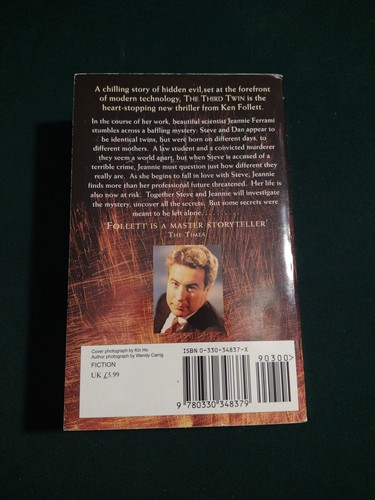 A chilling story of hidden evil, set at the forefront
of modern technology, THE THIRD TWIN is the
heart-stopping new thriller from Ken Follett.
In the course of her work, beautiful scientist Jeannie Ferrami
stumbles across a baffling mystery: Steve and Dan appear to
be identical twins, but were born on different days, to
different mothers. A law student and a convicted murderer
they seem a world apart, but when Steve is accused of a
terrible crime, Jeannie must question just how different they
really are. As she begins to fall in love with Steve, Jeannie
finds more than her professional future threatened. Her life is
also now at risk. Together Steve and Jeannie will investigate
the mystery, uncover all the secrets. But some secrets were
meant to be left alone. . . . . . . . .
'FOLLETT IS A MASTER STORYTELLER'
THE TIMES
Cover photograph by Kin Ho
Author photograph by Wendy Carrig
FICTION
UK £5.99
ISBN 0-330-34837-X
90300>
9 780330 348379